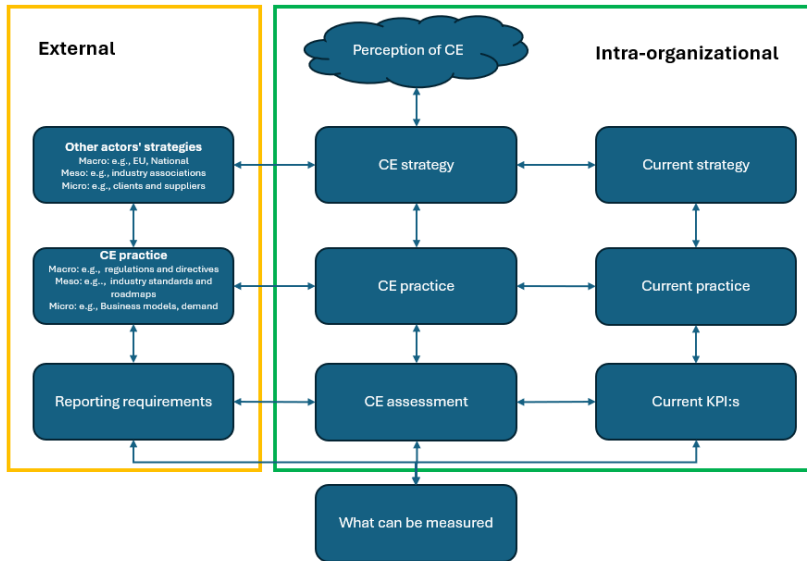 External
Perception of CE
Intra-organizational
Other actors' strategies
Macro: e.g., EU, National
Meso: e.g., industry associations
Micro: e.g., clients and suppliers
CE strategy
Current strategy
CE practice
Macro: e.g., regulations and directives
Meso: e.g.., industry standards and
roadmaps
Micro: e.g., Business models, demand
CE practice
Current practice
Reporting requirements
CE assessment
Current KPI:s
What can be measured